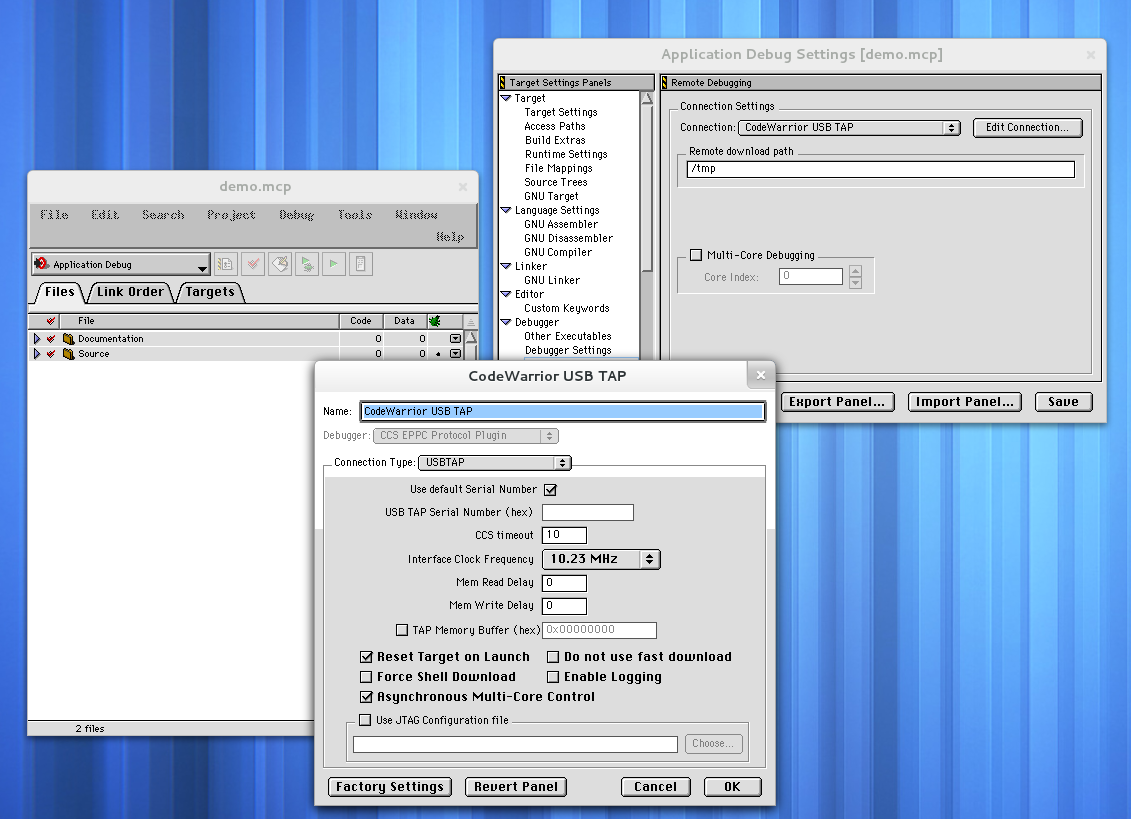 Application Debug Settings [demo.mcp]
Target Settings Panels
Target
Target Settings
Access Paths
Build Extras
Runtime Settings
File Mappings
Source Trees
GNU Target
Language Settings
GNU Assembler
GNU Disassembler
GNU Compiler
Linker
GNU Linker
Editor
Custom Keywords
Debugger
Other Executables
Debugger Settings
Remote Debugging
Connection Settings
Connection: CodeWarrior USB TAP Edit Connection...
Remote download path
/tmp
Multi-Core Debugging
Core Index: 0
Export Panel... Import Panel... Save
demo.mcp
File Edit Search Project Debug Tools Window
Help
Application Debug
Files Link Order Targets
File Code Data
Documentation 0 0
Source 0 0
2 files
CodeWarrior USB TAP
Name: CodeWarrior USB TAP
Debugger: CCS EPPC Protocol Plugin
Connection Type: USBTAP
Use default Serial Number
USB TAP Serial Number (hex)
CCS timeout 10
Interface Clock Frequency 10.23 MHz
Mem Read Delay 0
Mem Write Delay 0
TAP Memory Buffer (hex) 0x00000000
Reset Target on Launch Do not use fast download
Force Shell Download Enable Logging
Asynchronous Multi-Core Control
Use JTAG Configuration file
Choose...
Factory Settings Revert Panel Cancel OK